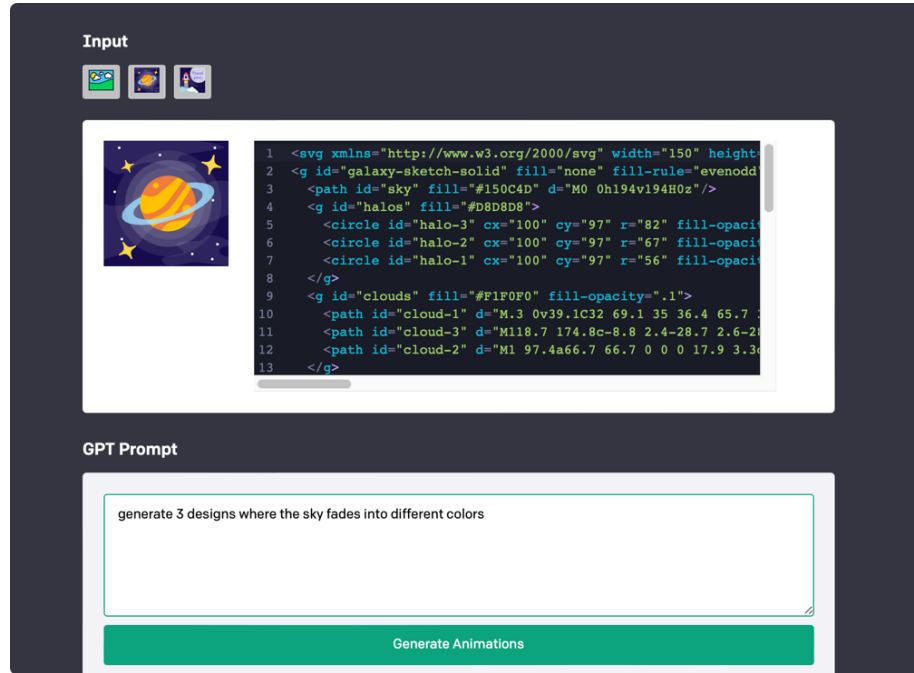 Input
1 <svg xmlns="http://www.w3.org/2000/svg" width="150" height=
2 <g id="galaxy-sketch-solid" fill="none" fill-rule="evenodd"
3 <path id="sky" fill="#150C4D" d="M0 0h194v194H0z"/>
4 <g id="halos" fill="#D8D8D8">
5 <circle id="halo-3" cx="100" cy="97" r="82" fill-opacit
6 <circle id="halo-2" cx="100" cy="97" r="67" fill-opacit
7 <circle id="halo-1" cx="100" cy="97" r="56" fill-opacit
8 </g>
9 <g id="clouds" fill="#F1F0F0" fill-opacity=".1">
10 <path id="cloud-1" d="M.3 0v39.1C32 69.1 35 36.4 65.7
11 <path id="cloud-3" d="M118.7 174.8c-8.8 2.4-28.7 2.6-28
12 <path id="cloud-2" d="M1 97.4a66.7 66.7 0 0 0 17.9 3.3c
13 </g>
GPT Prompt
generate 3 designs where the sky fades into different colors
Generate Animations